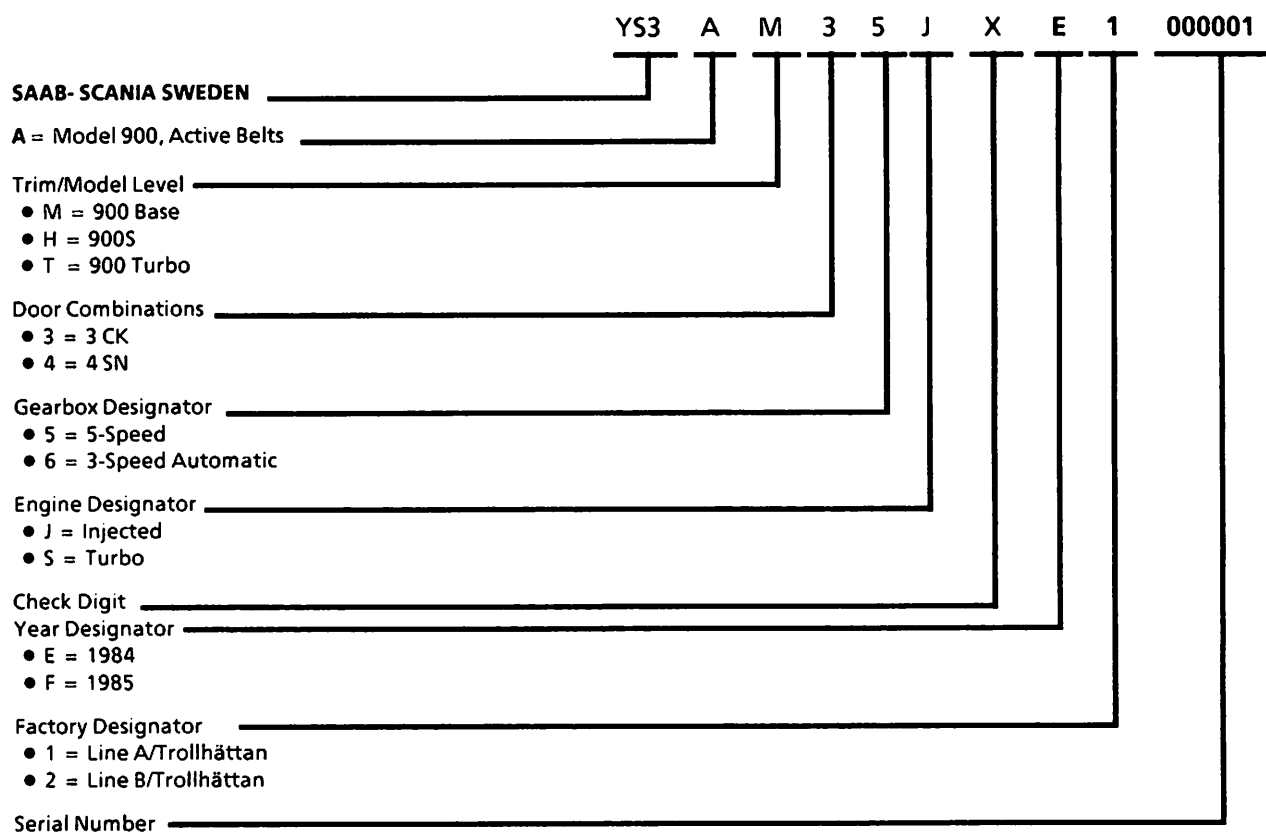 YS3 A M 3 5 J X E 1 000001
SAAB- SCANIA SWEDEN
A = Model 900, Active Belts
Trim/Model Level
● M = 900 Base
● H = 900S
● T = 900 Turbo
Door Combinations
● 3 = 3 CK
● 4 = 4 SN
Gearbox Designator
● 5 = 5-Speed
● 6 = 3-Speed Automatic
Engine Designator
● J = Injected
● S = Turbo
Check Digit
Year Designator
● E = 1984
● F = 1985
Factory Designator
● 1 = Line A/Trollhättan
● 2 = Line B/Trollhättan
Serial Number